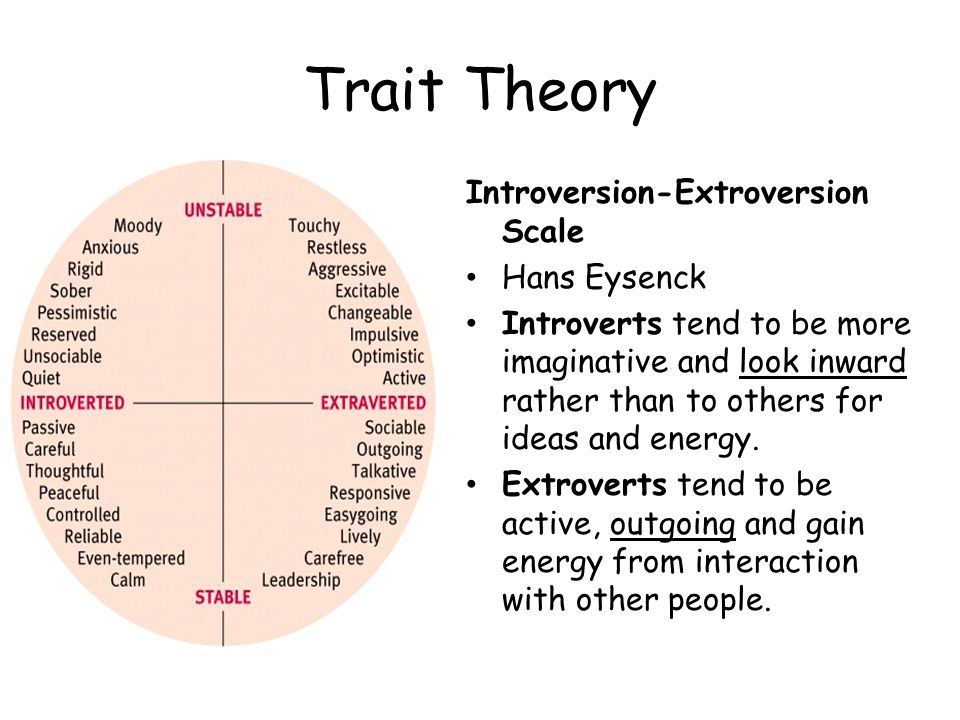 Trait Theory
UNSTABLE
Moody
Anxious
Rigid
Sober
Pessimistic
Reserved
Unsociable
Quiet
Touchy
Restless
Aggressive
Excitable
Changeable
Impulsive
Optimistic
Active
INTROVERTED
EXTRAVERTED
Passive
Careful
Thoughtful
Peaceful
Controlled
Reliable
Even-tempered
Calm
Sociable
Outgoing
Talkative
Responsive
Easygoing
Lively
Carefree
Leadership
STABLE
Introversion-Extroversion
Scale
• Hans Eysenck
• Introverts tend to be more
imaginative and look inward
rather than to others for
ideas and energy.
• Extroverts tend to be
active, outgoing and gain
energy from interaction
with other people.